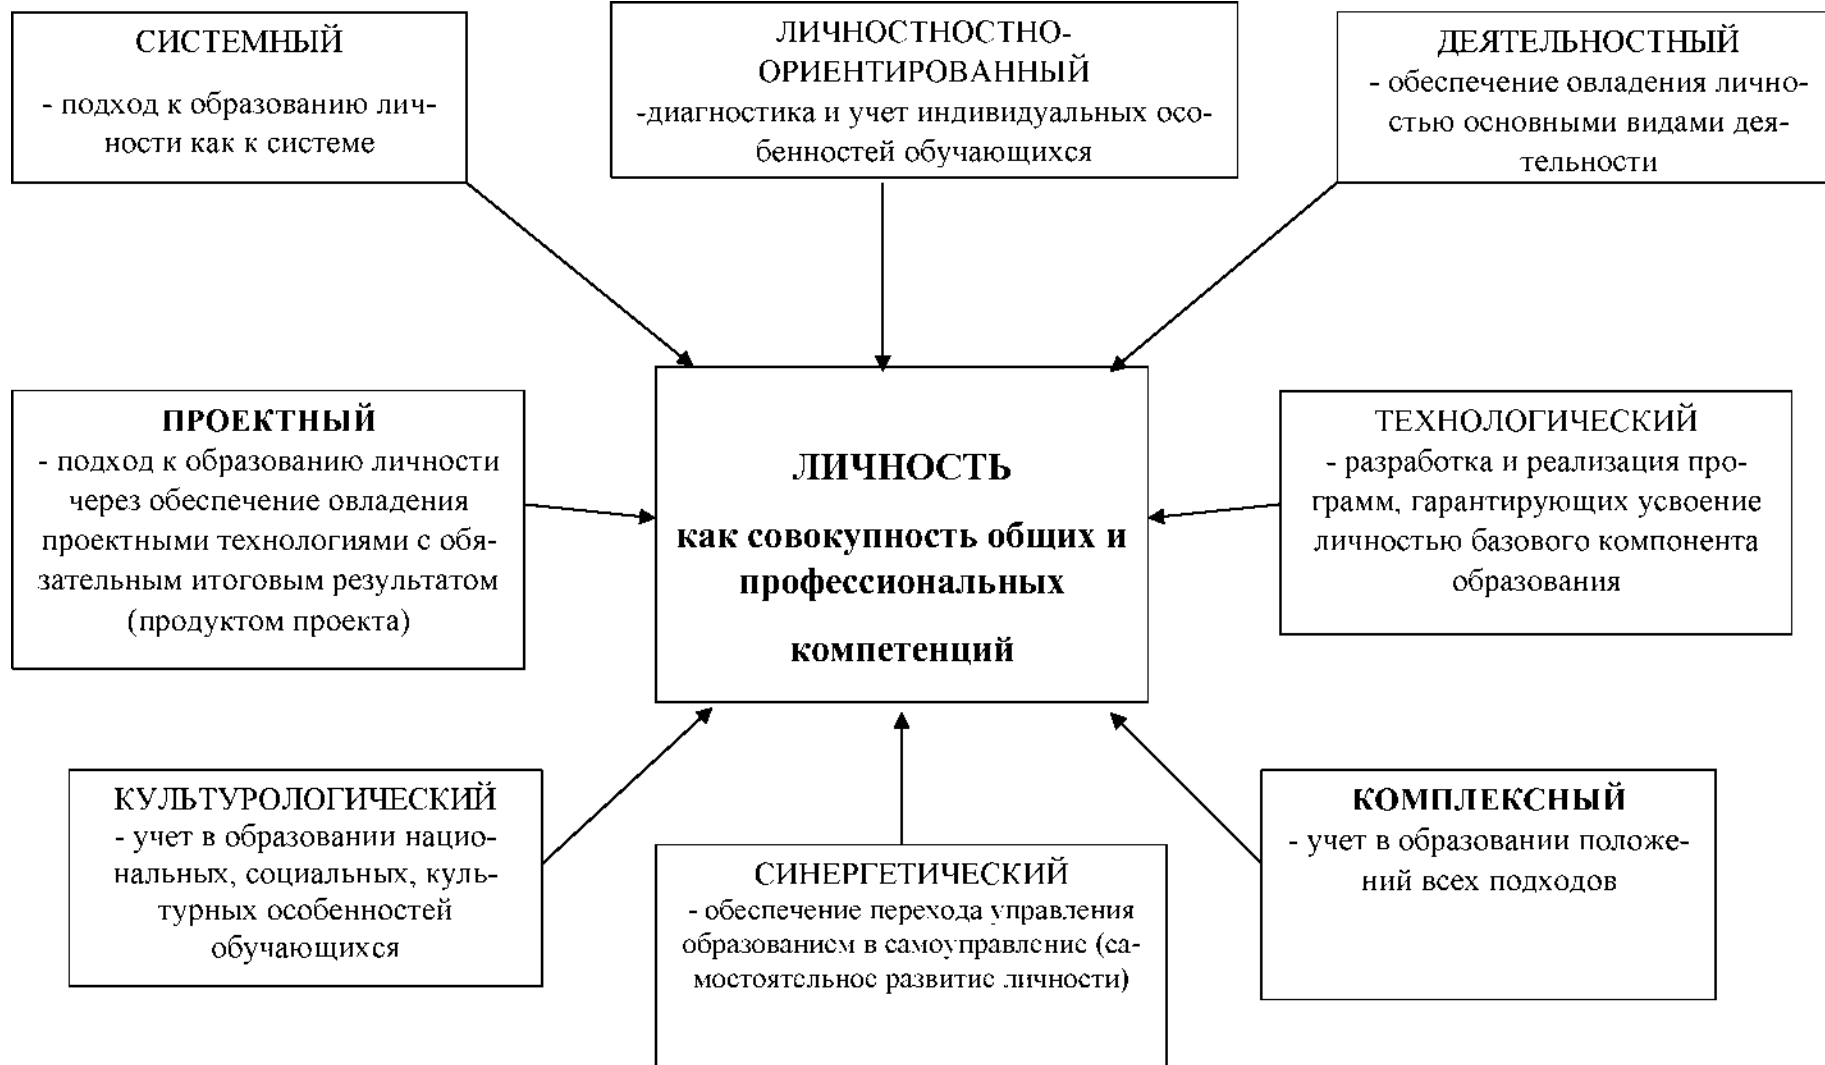 СИСТЕМНЫЙ
- подход к образованию лич-
ности как к системе
ЛИЧНОСТНОСТНО-
ОРИЕНТИРОВАННЫЙ
-диагностика и учет индивидуальных осо-
бенностей обучающихся
ДЕЯТЕЛЬНОСТНЫЙ
- обеспечение овладения лично-
стью основными видами дея-
тельности
ПРОЕКТНЫЙ
- подход к образованию личности
через обеспечение овладения
проектными технологиями с обя-
зательным итоговым результатом
(продуктом проекта)
ЛИЧНОСТЬ
как совокупность общих и
профессиональных
компетенций
ТЕХНОЛОГИЧЕСКИЙ
- разработка и реализация про-
грамм, гарантирующих усвоение
личностью базового компонента
образования
КУЛЬТУРОЛОГИЧЕСКИЙ
- учет в образовании нацио-
нальных, социальных, куль-
турных особенностей
обучающихся
СИНЕРГЕТИЧЕСКИЙ
- обеспечение перехода управления
образованием в самоуправление (са-
мостоятельное развитие личности)
КОМПЛЕКСНЫЙ
- учет в образовании положе-
ний всех подходов